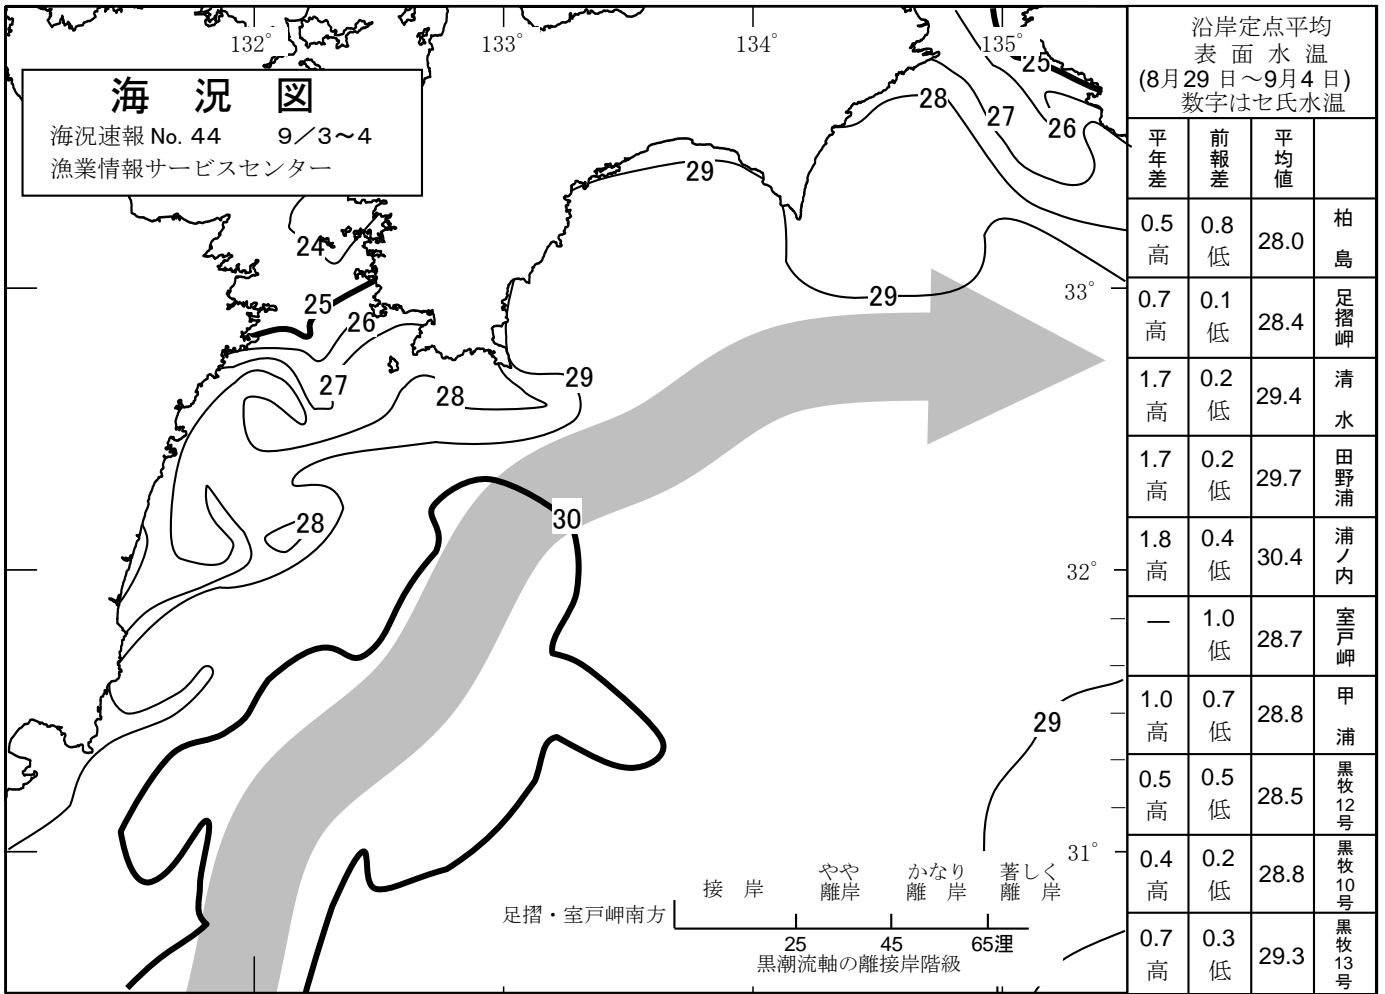 132°
133°
134°
135°
海 況 図
海況速報 No. 44 9／3～4
漁業情報サービスセンター
24
25
26
27
28
28
29
29
29
30
28
27
26
25
29
33°
32°
31°
接 岸
やや
離岸
かなり
離 岸
著しく
離 岸
足摺・室戸岬南方
25 45 65浬
黒潮流軸の離接岸階級
沿岸定点平均
表 面 水 温
(8月29 日～9月4 日)
数字はセ氏水温
平年差 前報差 平均値
0.5高 0.8低 28.0 柏島
0.7高 0.1低 28.4 足摺岬
1.7高 0.2低 29.4 清水
1.7高 0.2低 29.7 田野浦
1.8高 0.4低 30.4 浦ノ内
― 1.0低 28.7 室戸岬
1.0高 0.7低 28.8 甲浦
0.5高 0.5低 28.5 黒牧12号
0.4高 0.2低 28.8 黒牧10号
0.7高 0.3低 29.3 黒牧13号